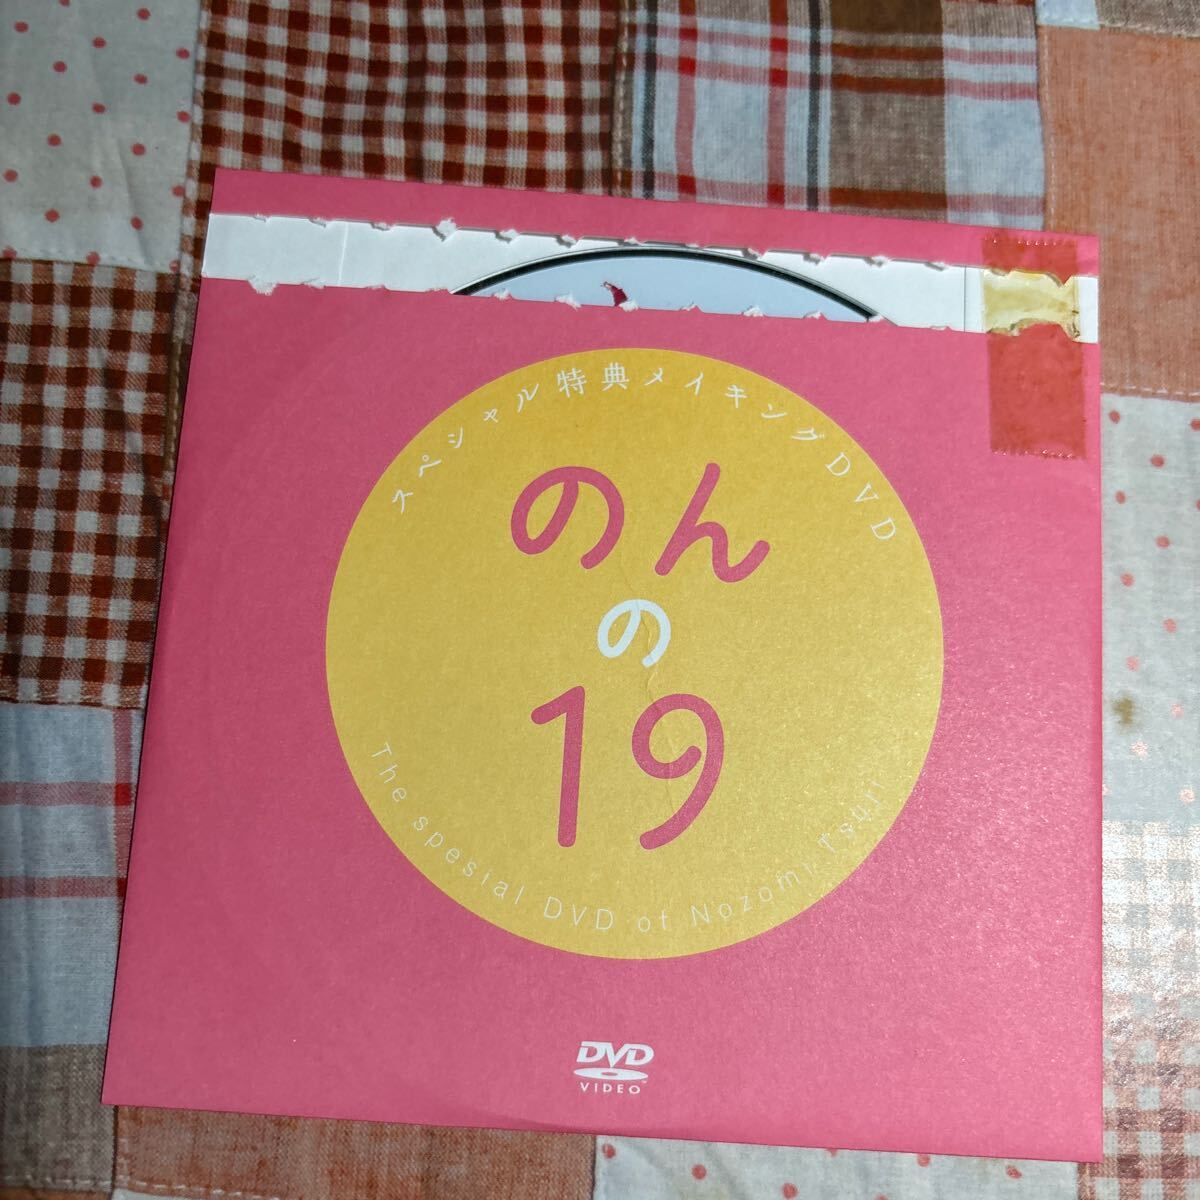 スペシャル特典メイキングDVD
のん
の
19
The spesial DVD of Nozomi Tsuji
DVD
VIDEO